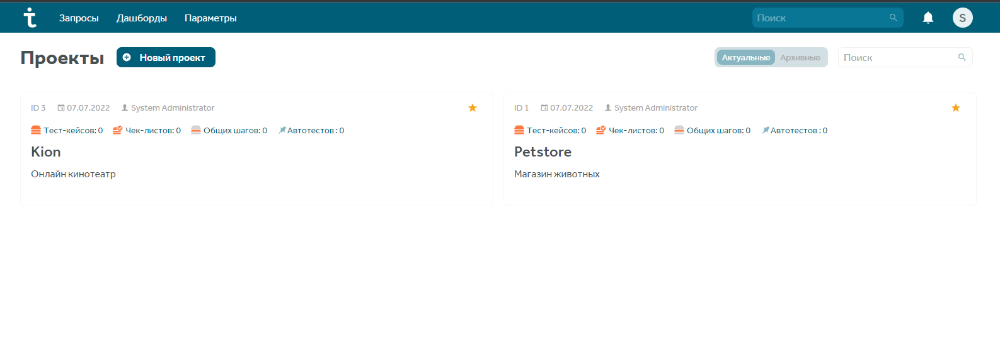 Запросы Дашборды Параметры Поиск S
Проекты Новый проект Актуальные Архивные Поиск
ID 3 07.07.2022 System Administrator
Тест-кейсов: 0 Чек-листов: 0 Общих шагов: 0 Автотестов : 0
Kion
Онлайн кинотеатр
ID 1 07.07.2022 System Administrator
Тест-кейсов: 0 Чек-листов: 0 Общих шагов: 0 Автотестов : 0
Petstore
Магазин животных